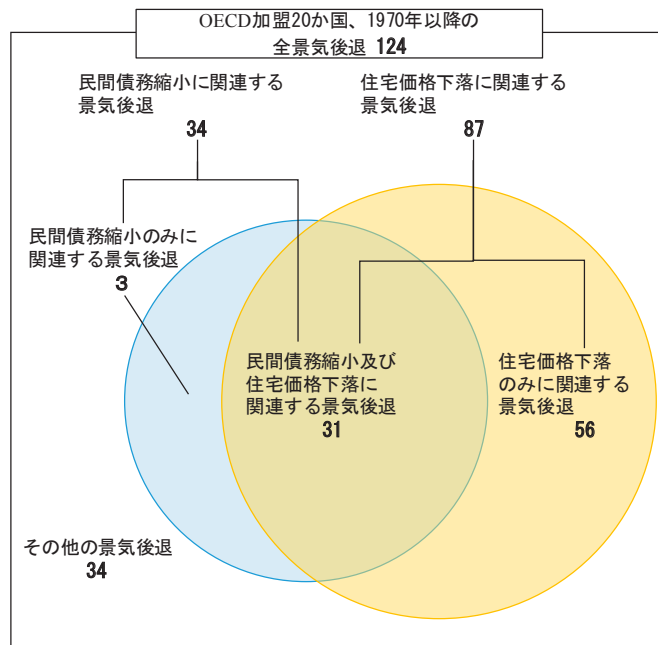 OECD加盟20か国、1970年以降の
全景気後退 124
民間債務縮小に関連する
景気後退
34
住宅価格下落に関連する
景気後退
87
民間債務縮小のみに
関連する景気後退
3
民間債務縮小及び
住宅価格下落に
関連する景気後退
31
住宅価格下落
のみに関連する
景気後退
56
その他の景気後退
34